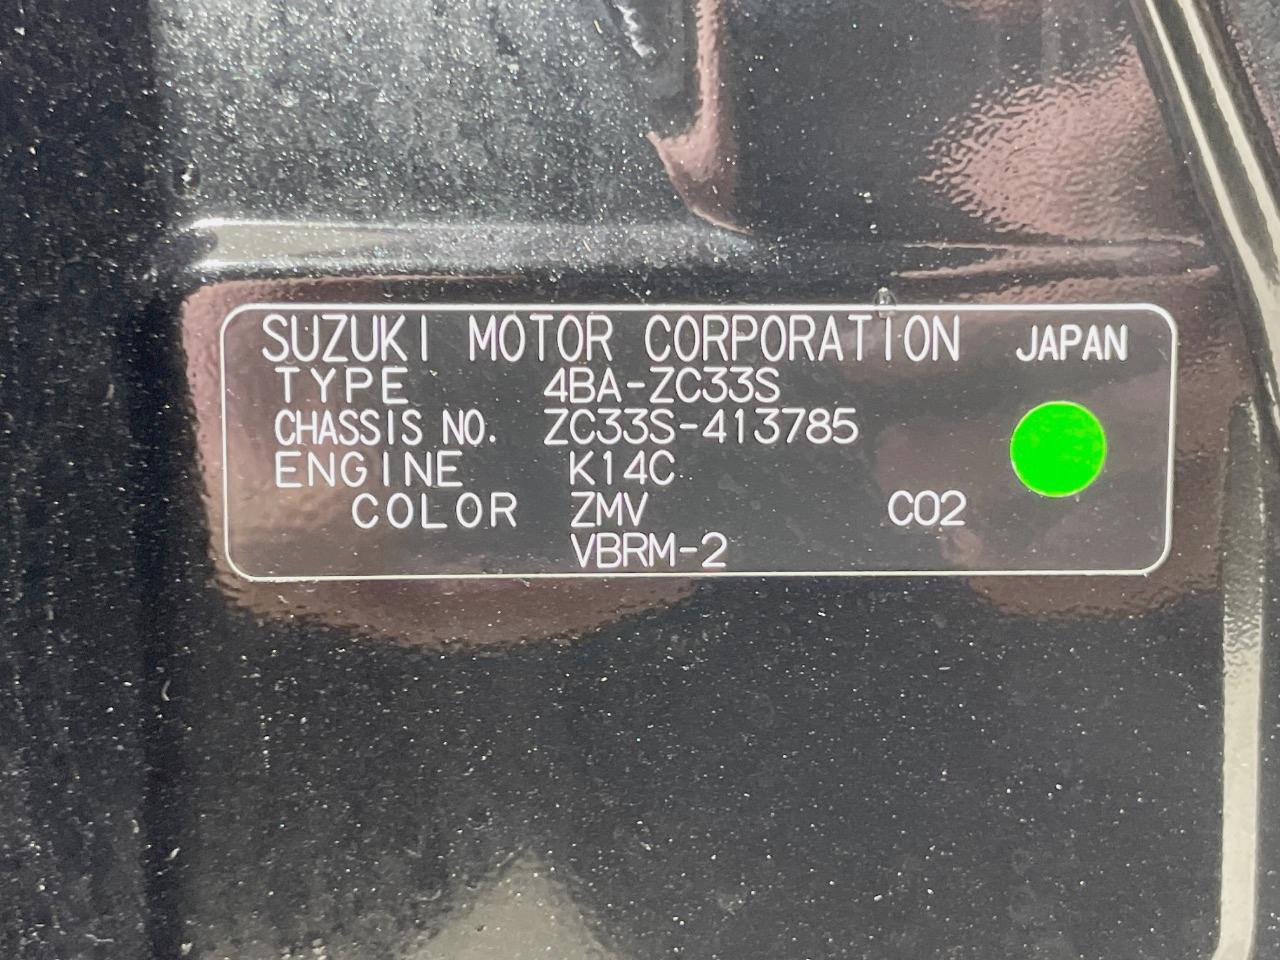 SUZUKI MOTOR CORPORATION JAPAN
TYPE 4BA-ZC33S
CHASSIS NO. ZC33S-413785
ENGINE K14C
COLOR ZMV C02
VBRM-2